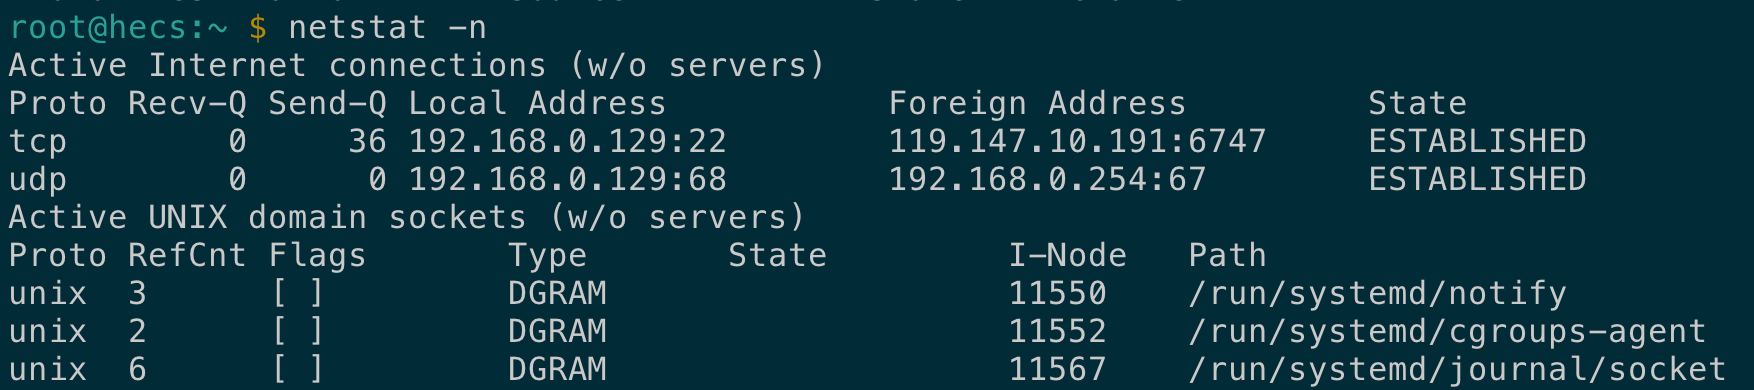 root@hecs:~ $ netstat -n
Active Internet connections (w/o servers)
Proto Recv-Q Send-Q Local Address           Foreign Address         State
tcp        0     36 192.168.0.129:22        119.147.10.191:6747     ESTABLISHED
udp        0      0 192.168.0.129:68        192.168.0.254:67        ESTABLISHED
Active UNIX domain sockets (w/o servers)
Proto RefCnt Flags       Type       State         I-Node   Path
unix  3      [ ]         DGRAM                    11550    /run/systemd/notify
unix  2      [ ]         DGRAM                    11552    /run/systemd/cgroups-agent
unix  6      [ ]         DGRAM                    11567    /run/systemd/journal/socket